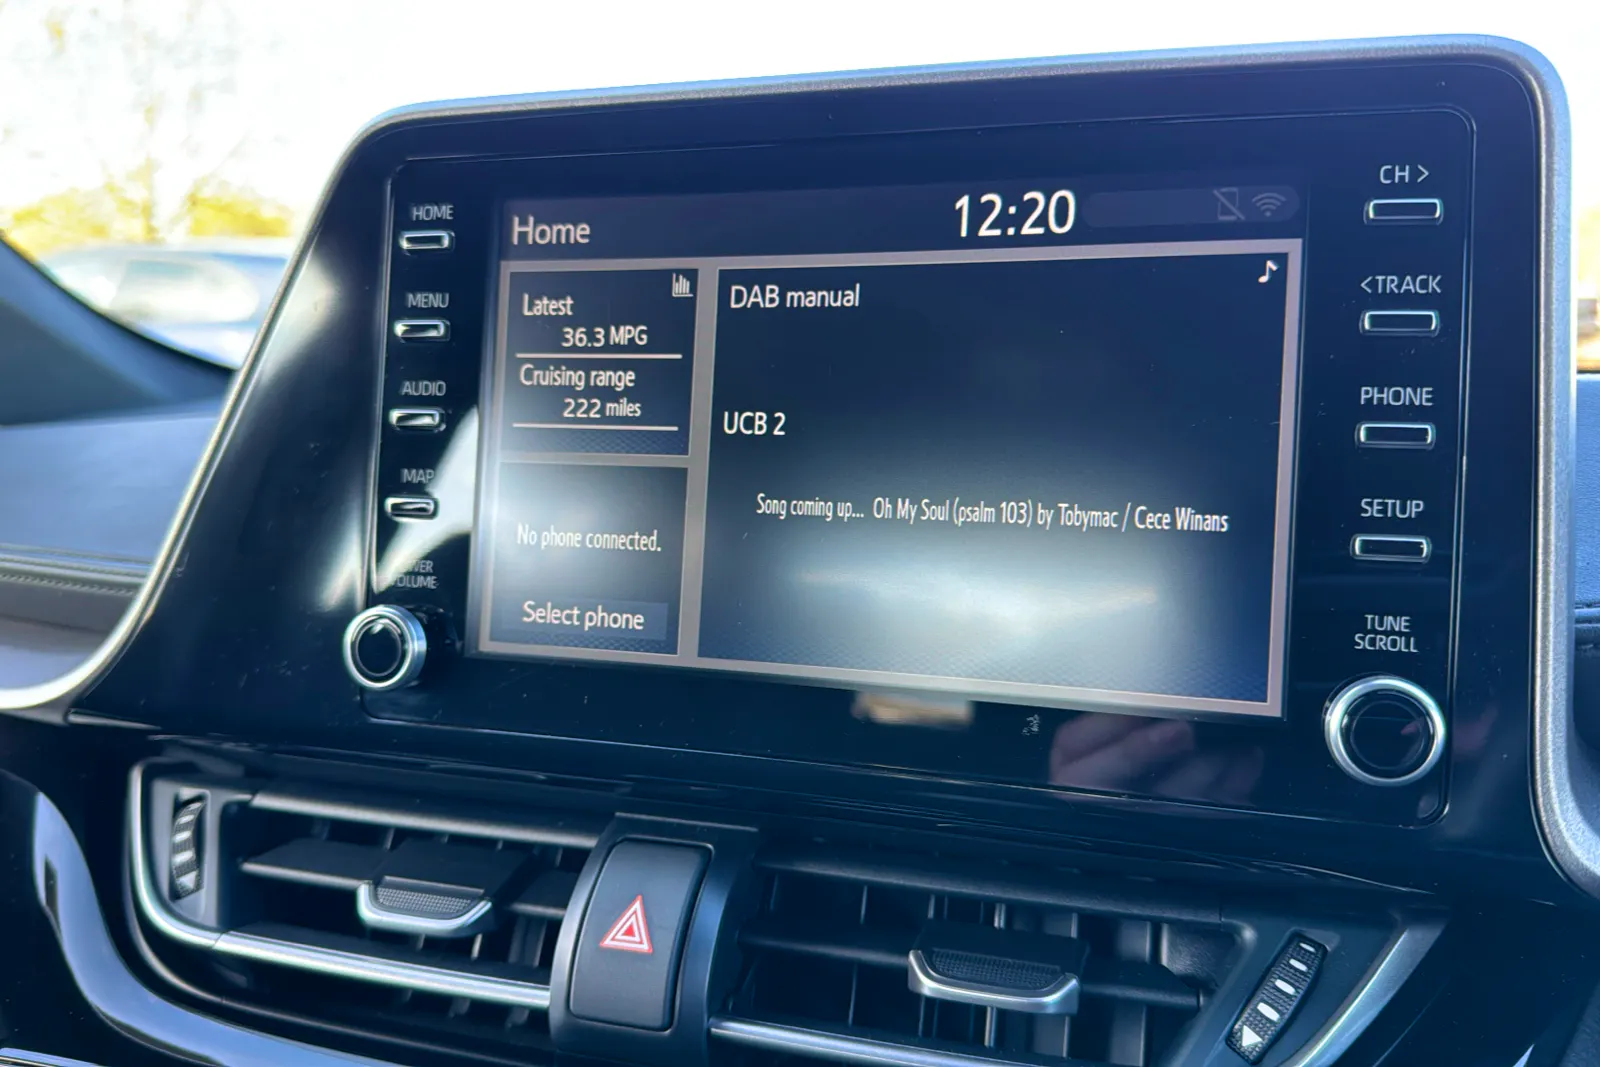 HOME
MENU
AUDIO
MAP
POWER
VOLUME
Home
12:20
Latest
36.3 MPG
Cruising range
222 miles
No phone connected.
Select phone
DAB manual
UCB 2
Song coming up... Oh My Soul (psalm 103) by Tobymac / Cece Winans
CH >
< TRACK
PHONE
SETUP
TUNE
SCROLL